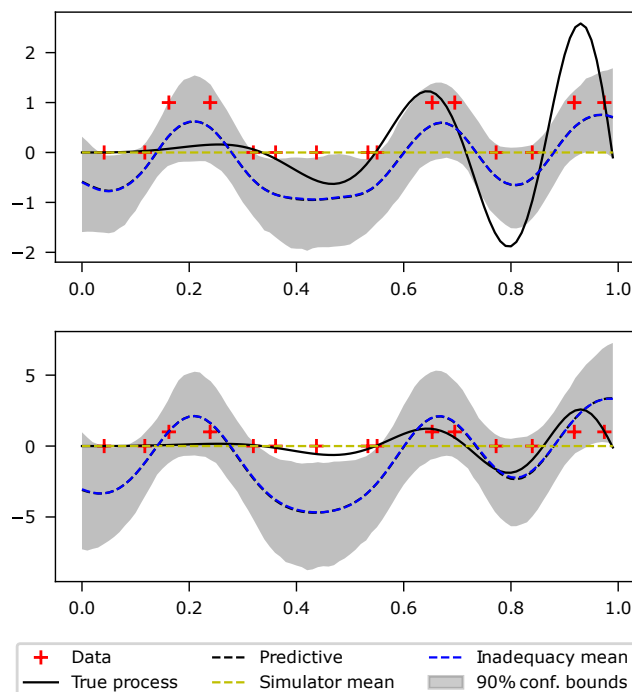 2
1
0
−1
−2
0.0 0.2 0.4 0.6 0.8 1.0
5
0
−5
0.0 0.2 0.4 0.6 0.8 1.0
Data Predictive Inadequacy mean
True process Simulator mean 90% conf. bounds